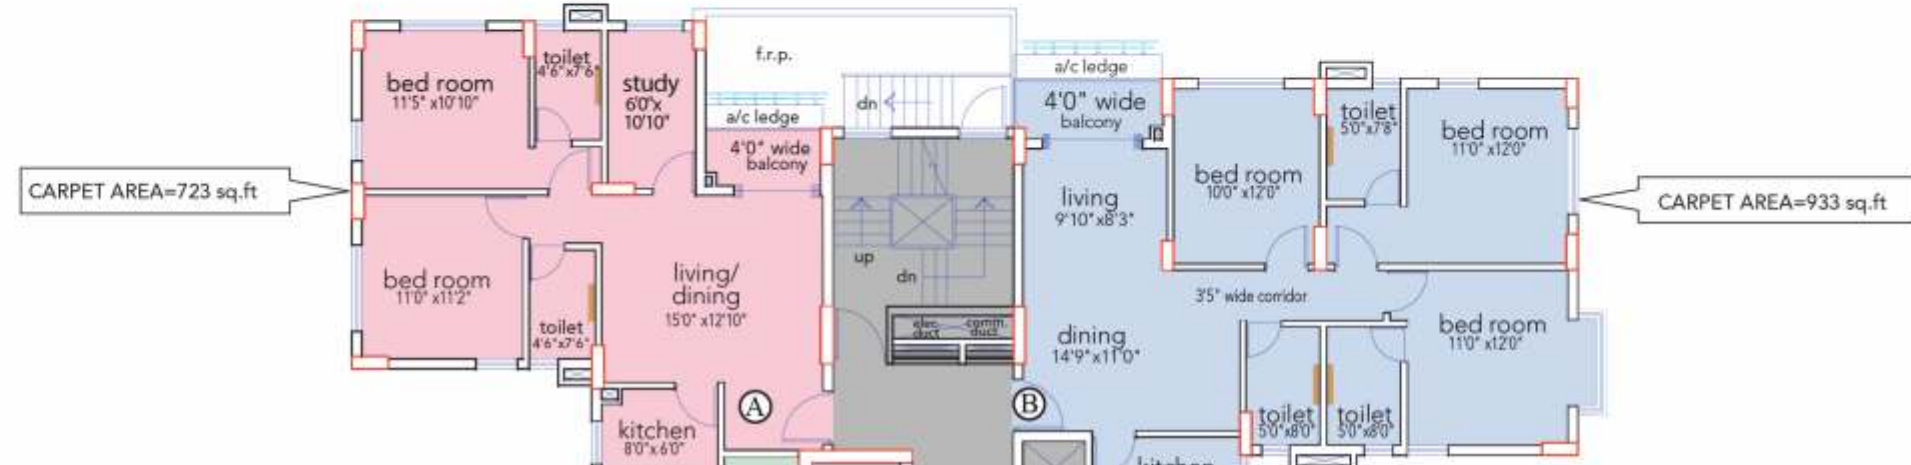 CARPET AREA=723 sq.ft
bed room
11'5" x10'10"
toilet
4'6"x7'6"
study
6'0"x
10'10"
f.r.p.
a/c ledge
4'0" wide
balcony
bed room
11'0" x11'2"
toilet
4'6"x7'6"
living/
dining
15'0" x12'10"
kitchen
8'0"x6'0"
A
dn
up
dn
elec.
duct
comm.
duct
a/c ledge
4'0" wide
balcony
living
9'10"x8'3"
bed room
10'0" x12'0"
toilet
5'0"x7'8"
bed room
11'0" x12'0"
3'5" wide corridor
dining
14'9"x11'0"
bed room
11'0" x12'0"
B
toilet
5'0"x8'0"
toilet
5'0"x8'0"
kitchen
CARPET AREA=933 sq.ft